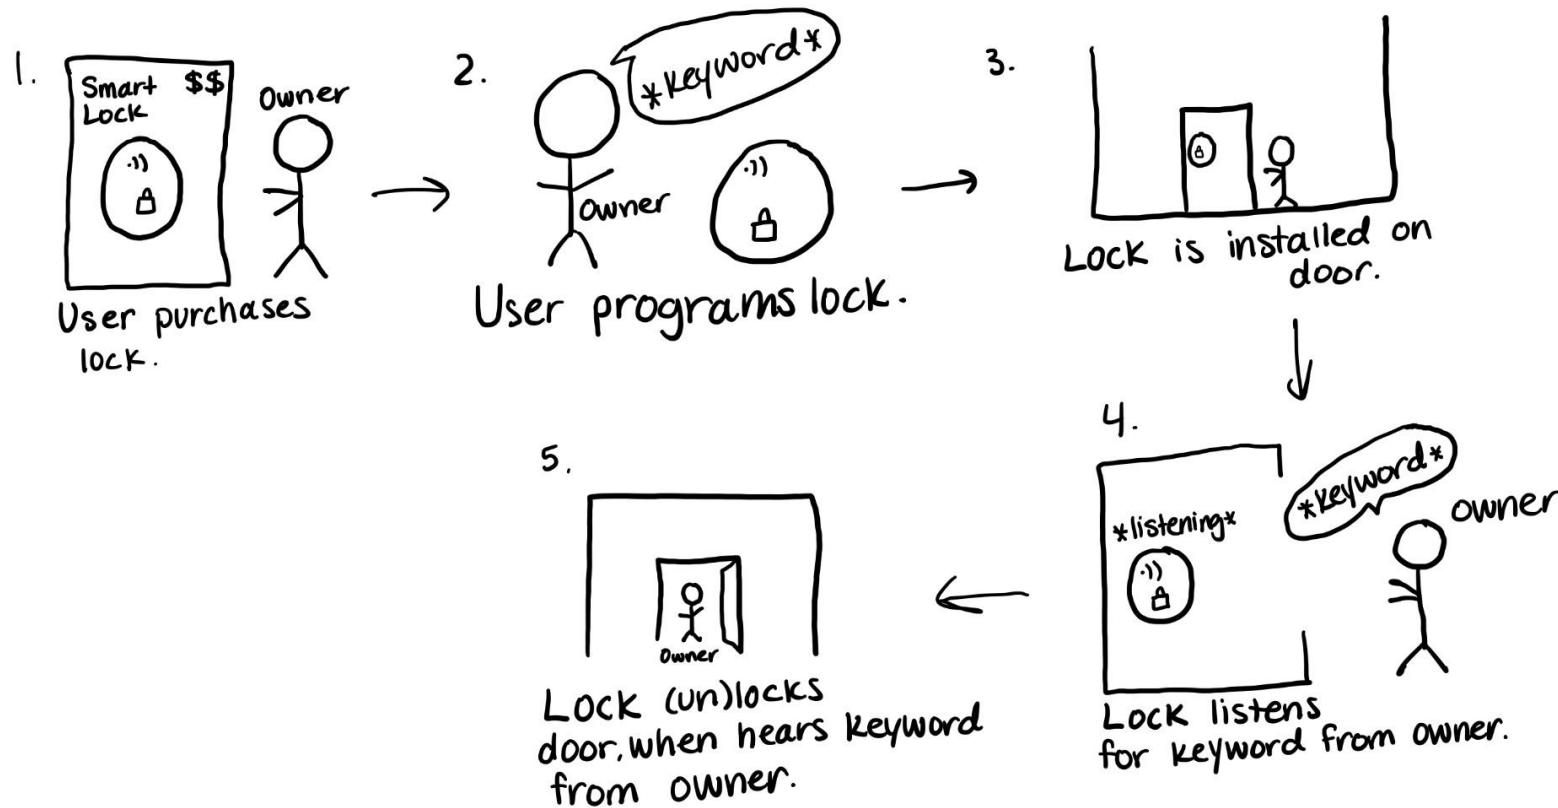 1.
Smart $$
Lock
Owner
User purchases
lock.
2.
*keyword*
Owner
User programs lock.
3.
Lock is installed on
door.
4.
*keyword*
owner
*listening*
Lock listens
for keyword from owner.
5.
Owner
Lock (un)locks
door, when hears keyword
from owner.